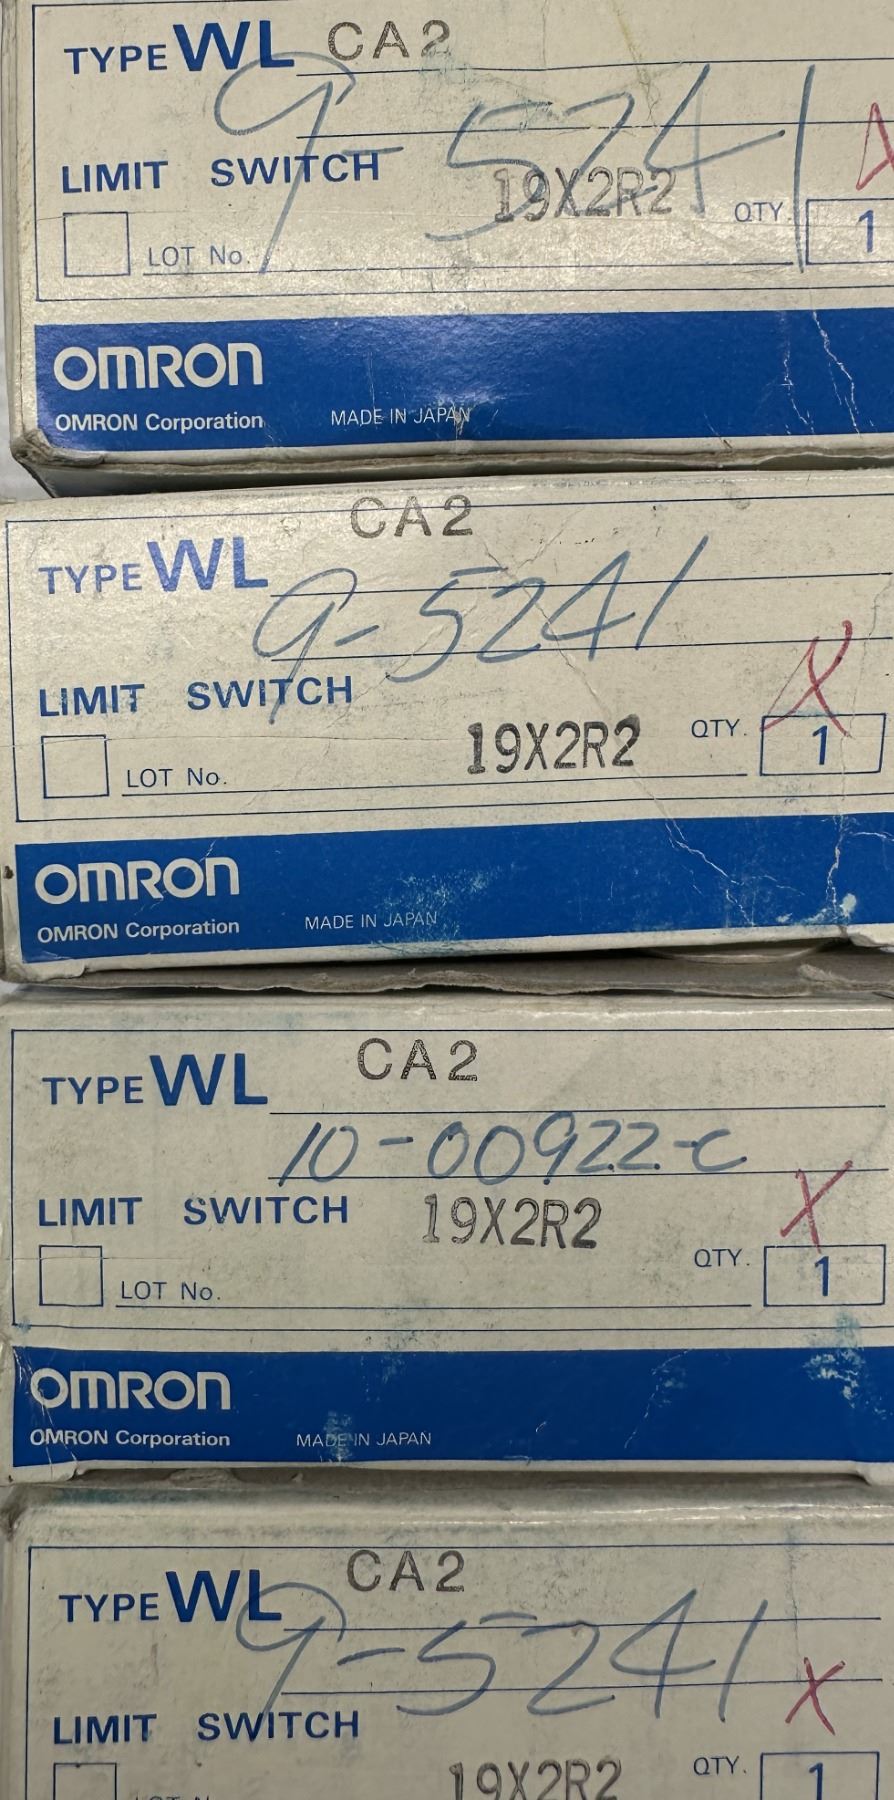 TYPE WL CA2
9-5241
LIMIT SWITCH
19X2R2
LOT No.
QTY. 1
OMRON
OMRON Corporation MADE IN JAPAN
CA2
TYPE WL
9-5241
LIMIT SWITCH
X
19X2R2
LOT No.
QTY. 1
OMRON
OMRON Corporation MADE IN JAPAN
CA2
TYPE WL
10-00922-C
X
LIMIT SWITCH 19X2R2
LOT No.
QTY. 1
OMRON
OMRON Corporation MADE IN JAPAN
CA2
TYPE WL
9-5241
X
LIMIT SWITCH
19X2R2
QTY. 1